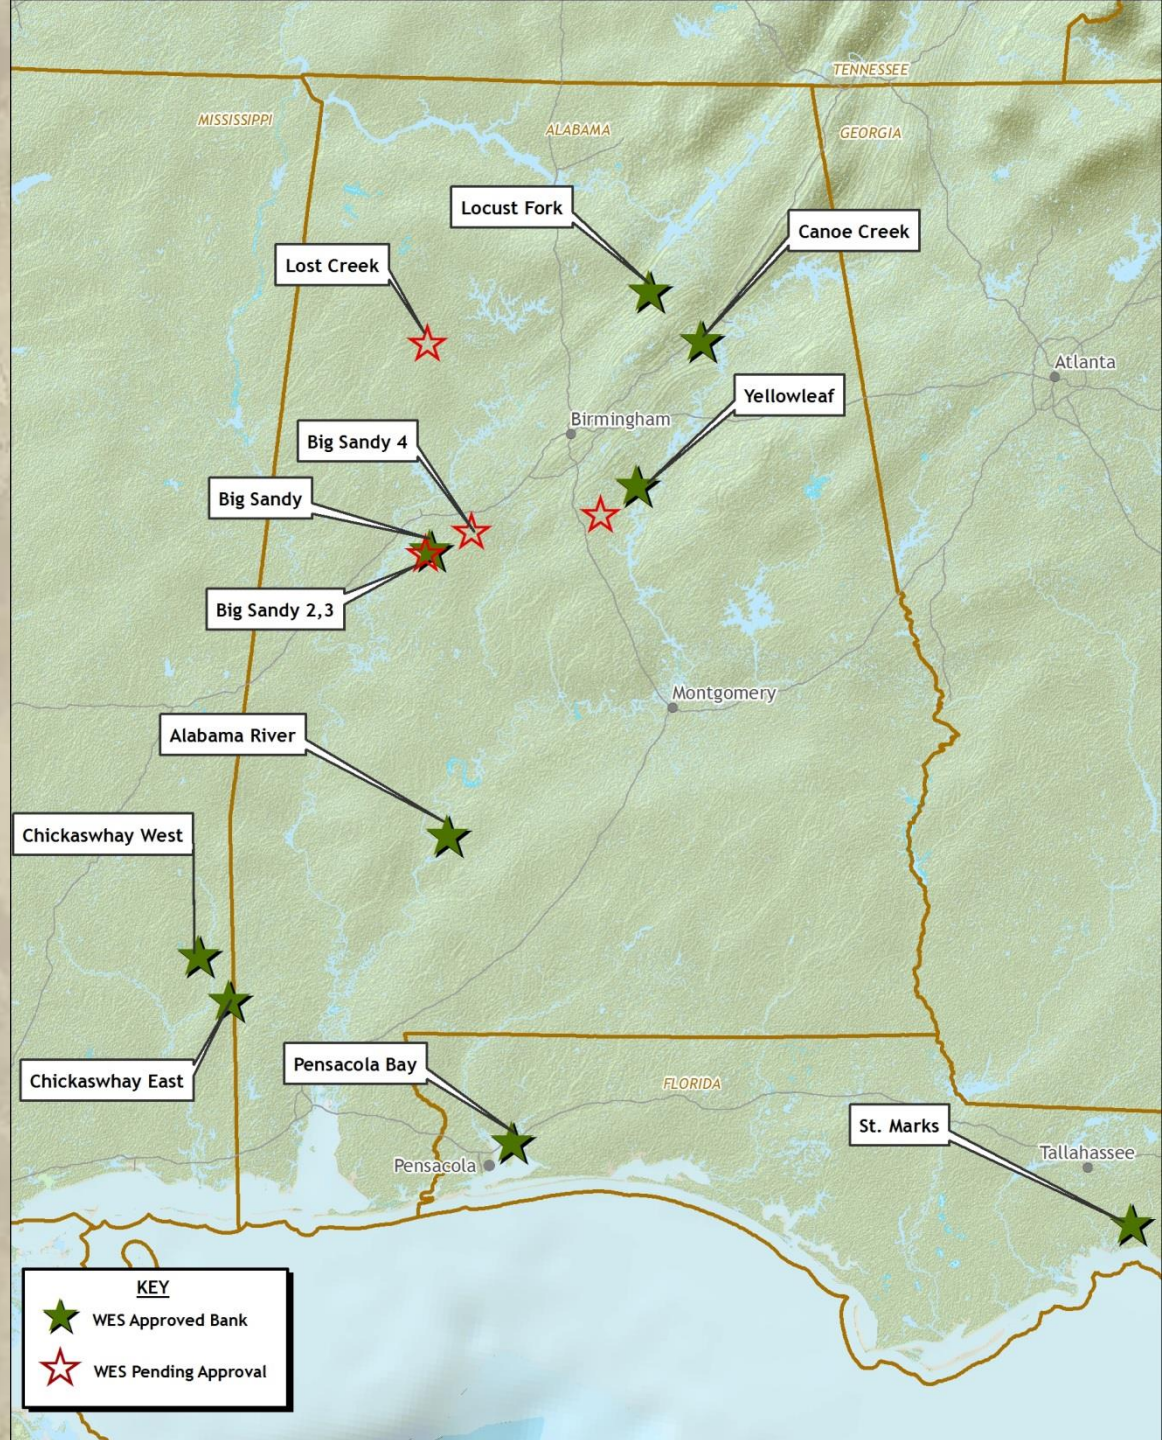 TENNESSEE
MISSISSIPPI
ALABAMA
GEORGIA
Locust Fork
Canoe Creek
Lost Creek
Atlanta
Yellowleaf
Birmingham
Big Sandy 4
Big Sandy
Big Sandy 2,3
Montgomery
Alabama River
Chickaswhay West
Pensacola Bay
Chickaswhay East
FLORIDA
St. Marks
Tallahassee
Pensacola
KEY
WES Approved Bank
WES Pending Approval